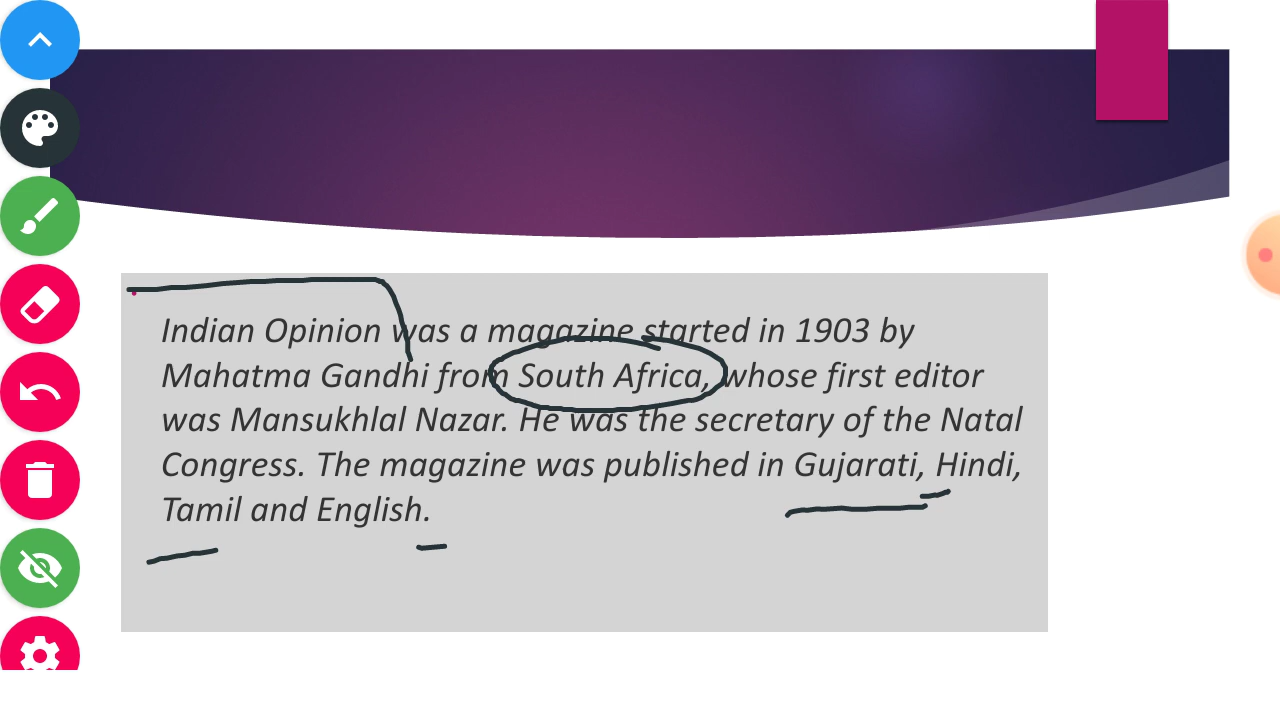 Indian Opinion was a magazine started in 1903 by
Mahatma Gandhi from South Africa, whose first editor
was Mansukhlal Nazar. He was the secretary of the Natal
Congress. The magazine was published in Gujarati, Hindi,
Tamil and English.